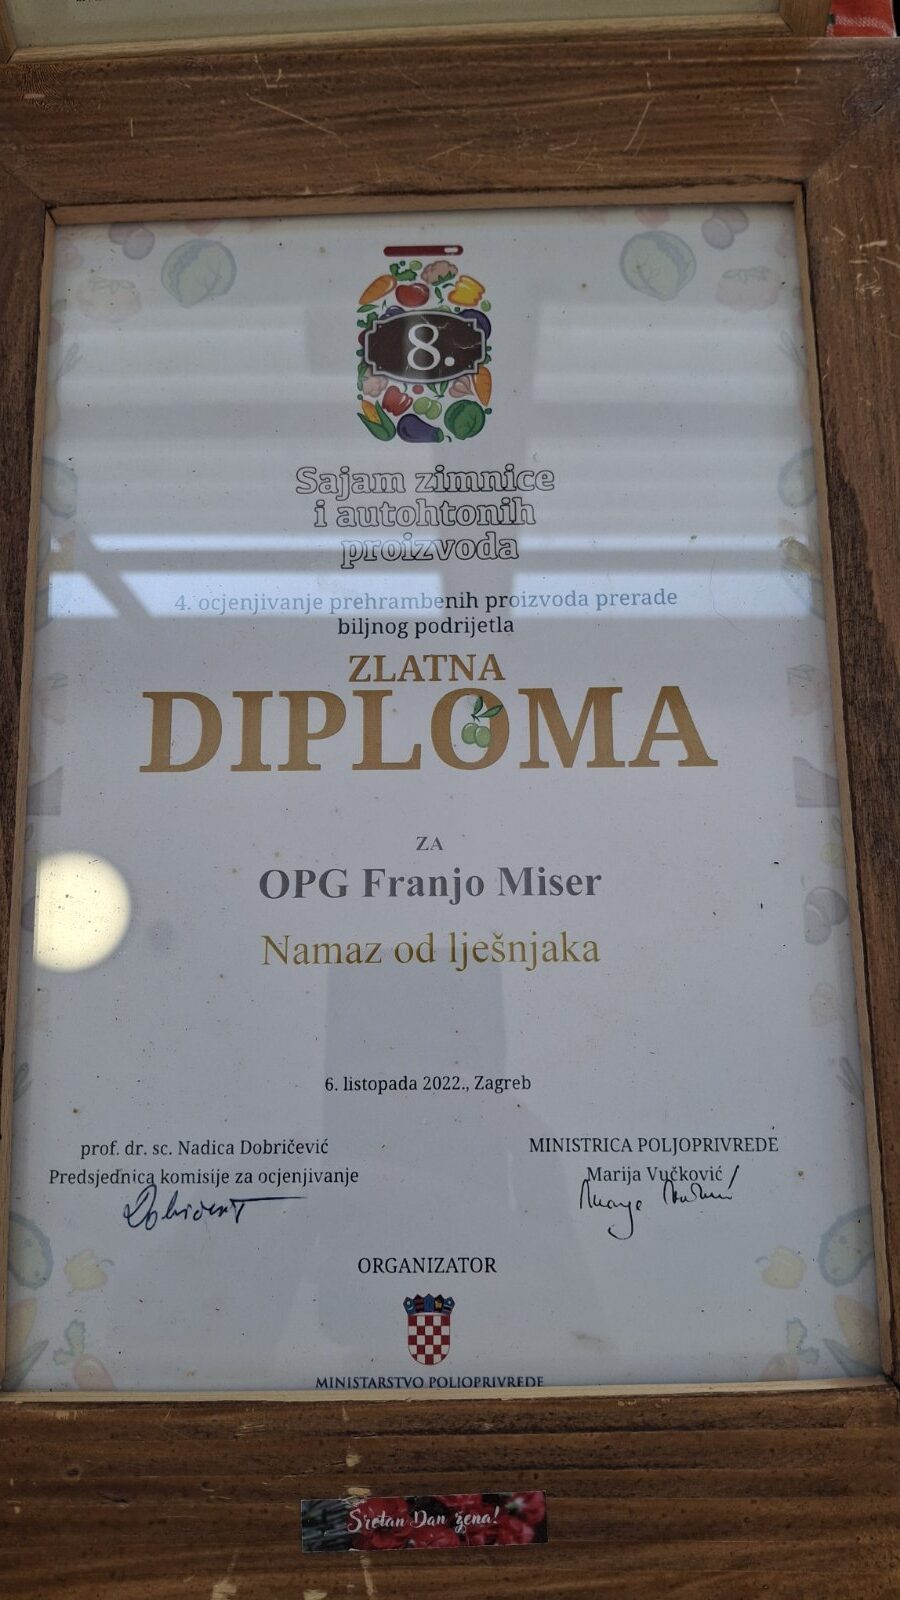 8.
Sajam zimnice
i autohtonih
proizvoda
4. ocjenjivanje prehrambenih proizvoda prerade
biljnog podrijetla
ZLATNA
DIPLOMA
ZA
OPG Franjo Miser
Namaz od lješnjaka
6. listopada 2022., Zagreb
prof. dr. sc. Nadica Dobričević
Predsjednica komisije za ocjenjivanje
MINISTRICA POLJOPRIVREDE
Marija Vučković
ORGANIZATOR
MINISTARSTVO POLJOPRIVREDE
Sretan Dan žena!